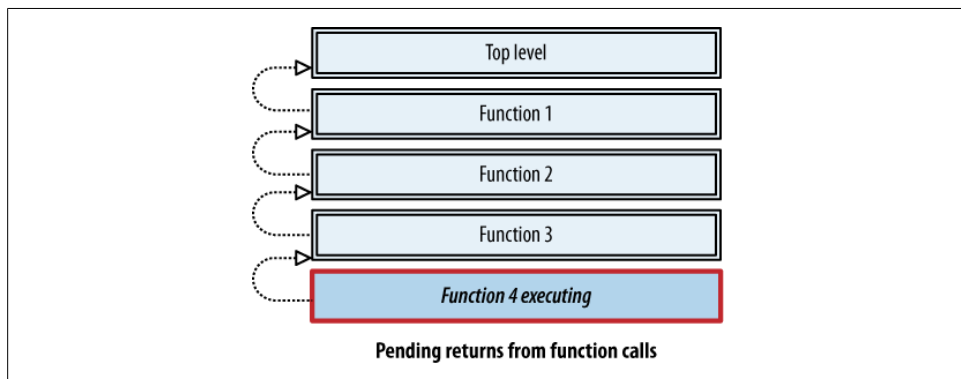 Top level
Function 1
Function 2
Function 3
Function 4 executing
Pending returns from function calls